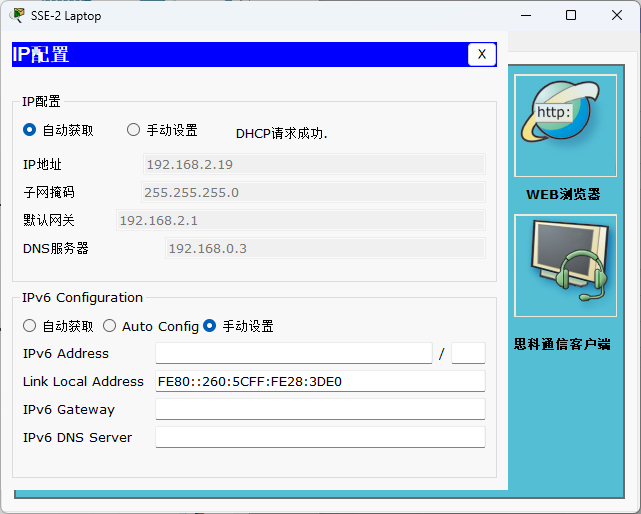 SSE-2 Laptop
IP配置
X
IP配置
自动获取 手动设置 DHCP请求成功.
IP地址 192.168.2.19
子网掩码 255.255.255.0
默认网关 192.168.2.1
DNS服务器 192.168.0.3
IPv6 Configuration
自动获取 Auto Config 手动设置
IPv6 Address /
Link Local Address FE80::260:5CFF:FE28:3DE0
IPv6 Gateway
IPv6 DNS Server
http:
WEB浏览器
思科通信客户端